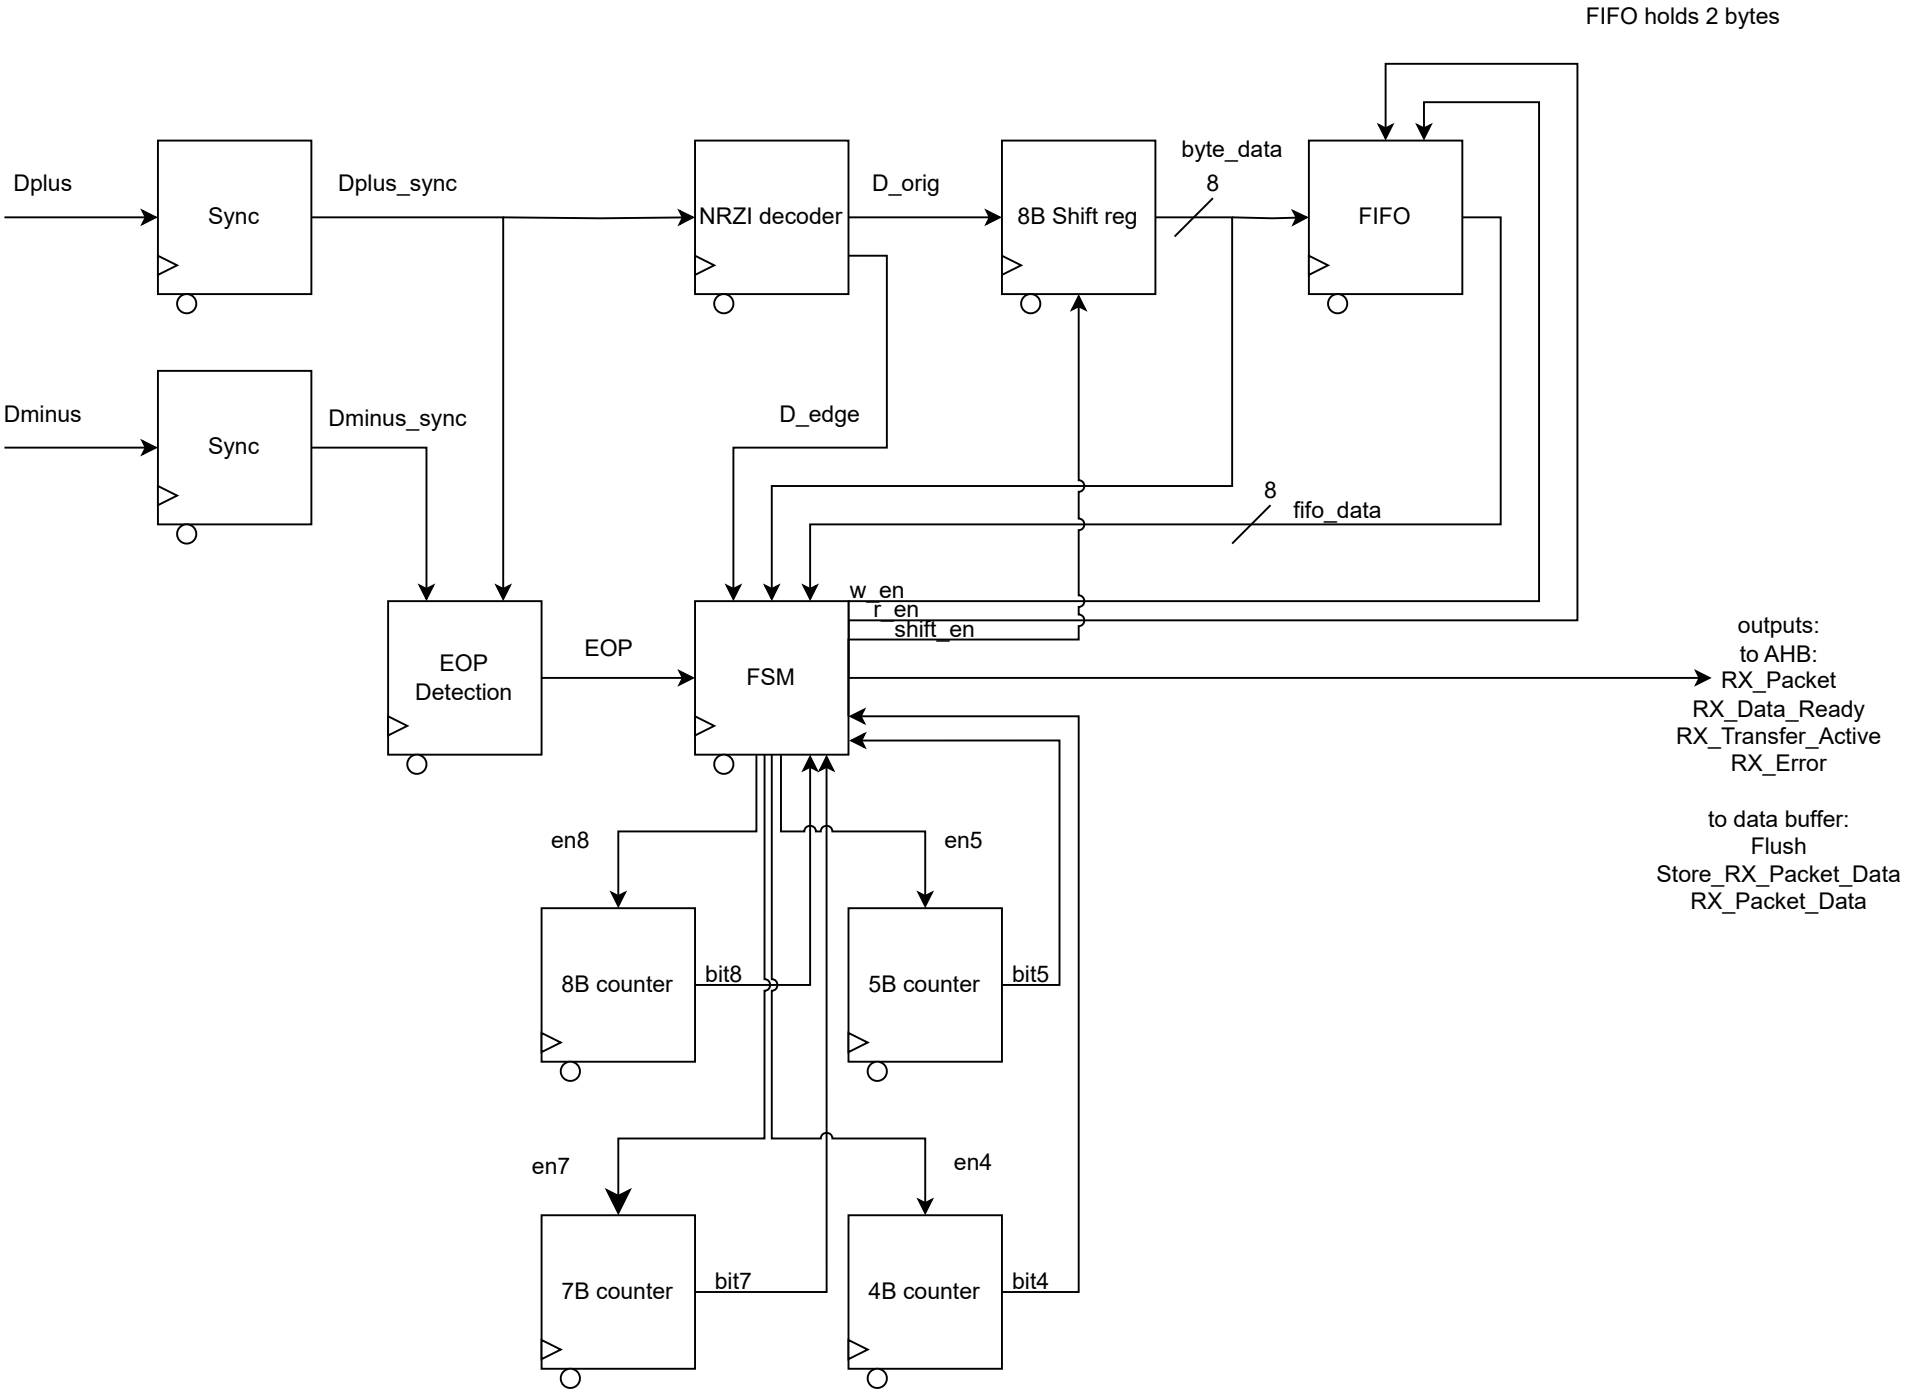 FIFO holds 2 bytes
byte_data
Dplus
Dplus_sync
D_orig
8
Sync
NRZI decoder
8B Shift reg
FIFO
Dminus
Dminus_sync
D_edge
Sync
8
fifo_data
w_en
r_en
shift_en
EOP
EOP
Detection
FSM
outputs:
to AHB:
RX_Packet
RX_Data_Ready
RX_Transfer_Active
RX_Error
to data buffer:
Flush
Store_RX_Packet_Data
RX_Packet_Data
en8
en5
8B counter
bit8
5B counter
bit5
en7
en4
7B counter
bit7
4B counter
bit4